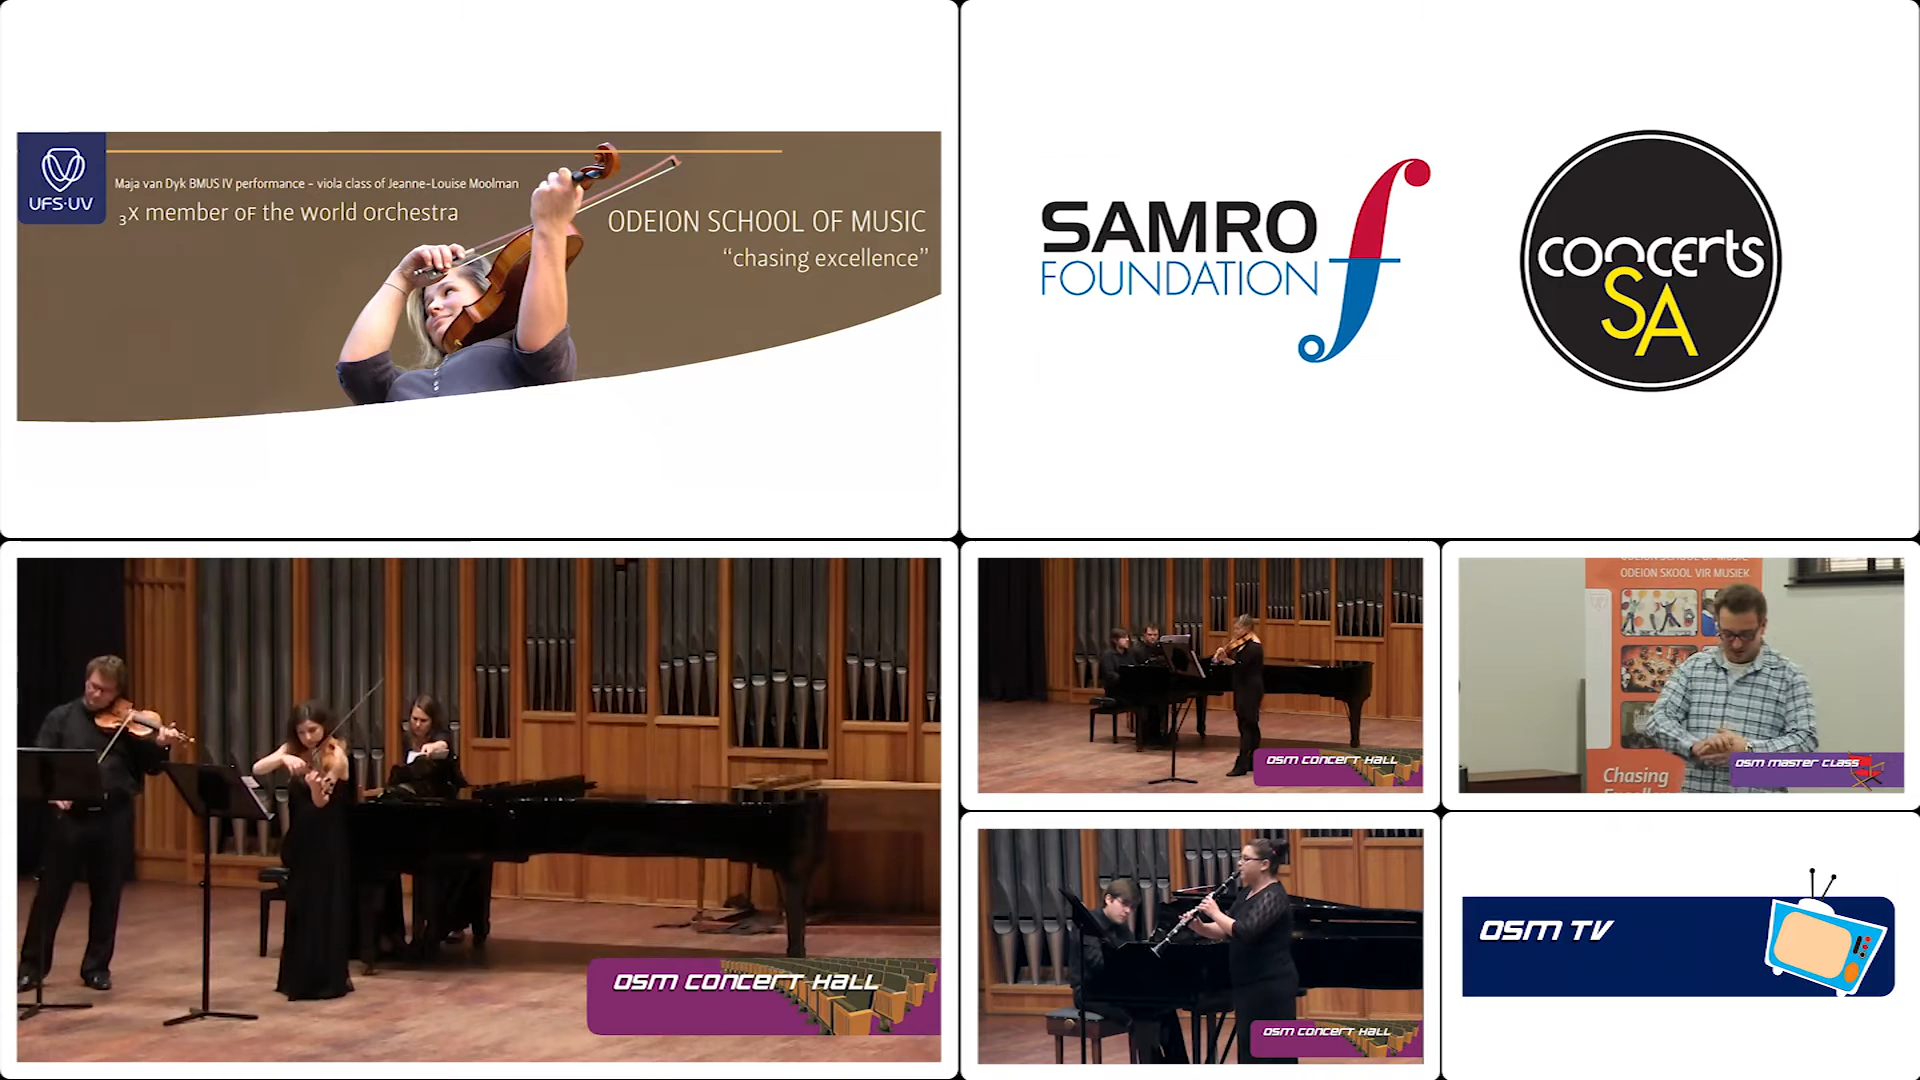 UFS·UV
Maja van Dyk BMUS IV performance - viola class of Jeanne-Louise Moolman
3x member of the world orchestra
ODEION SCHOOL OF MUSIC
“chasing excellence”
SAMRO
FOUNDATION
concerts
SA
OSM CONCERT HALL
OSM CONCERT HALL
ODEION SKOOL VIR MUSIEK
Chasing
OSM MASTER CLASS
OSM CONCERT HALL
OSM TV